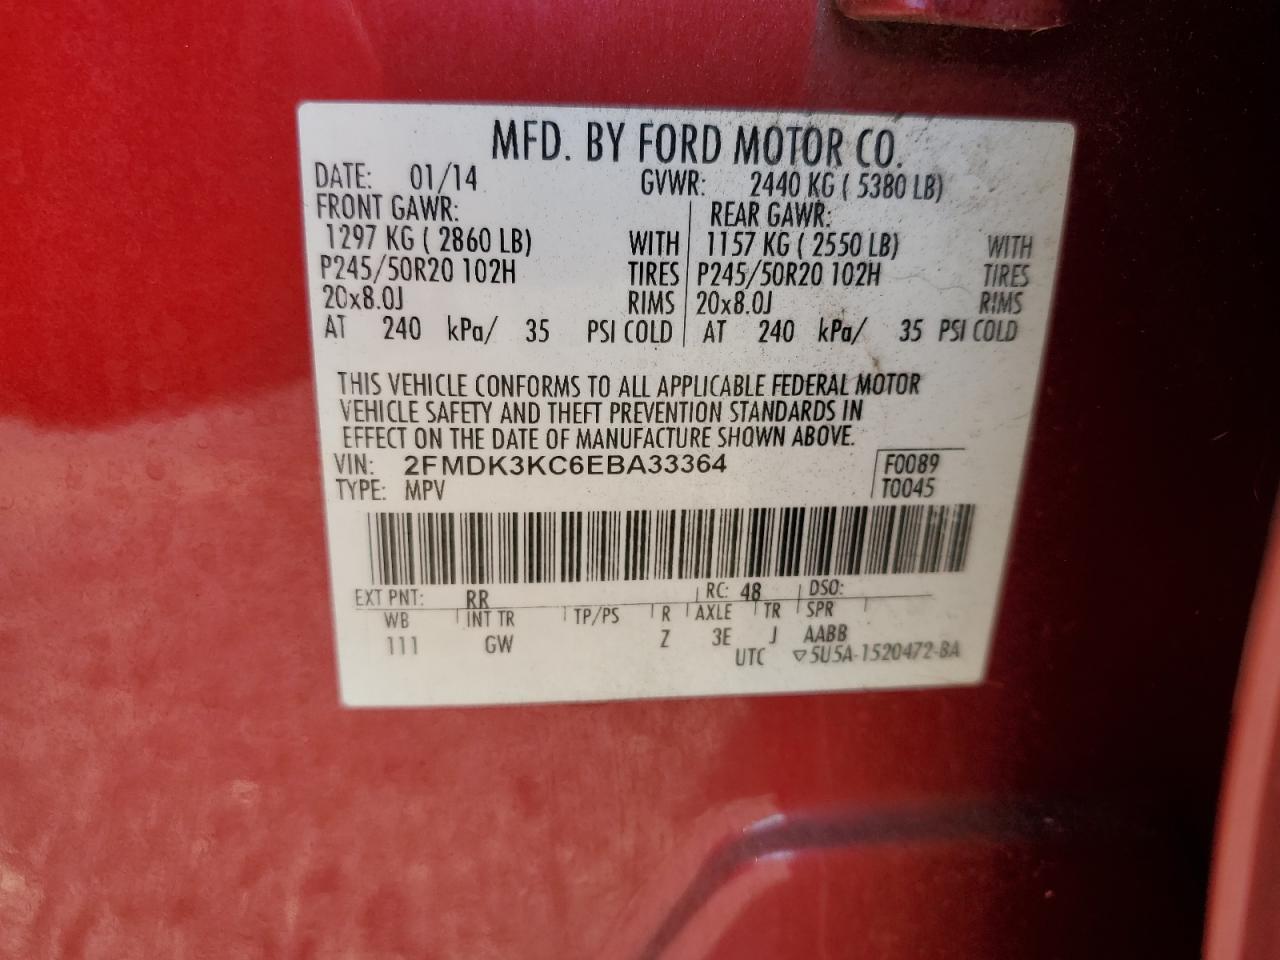 MFD. BY FORD MOTOR CO.
DATE: 01/14 GVWR: 2440 KG ( 5380 LB)
FRONT GAWR: REAR GAWR:
1297 KG ( 2860 LB) WITH 1157 KG ( 2550 LB) WITH
P245/50R20 102H TIRES P245/50R20 102H TIRES
20x8.0J RIMS 20x8.0J RIMS
AT 240 kPa/ 35 PSI COLD AT 240 kPa/ 35 PSI COLD
THIS VEHICLE CONFORMS TO ALL APPLICABLE FEDERAL MOTOR
VEHICLE SAFETY AND THEFT PREVENTION STANDARDS IN
EFFECT ON THE DATE OF MANUFACTURE SHOWN ABOVE.
VIN: 2FMDK3KC6EBA33364 F0089
TYPE: MPV T0045
EXT PNT: RR RC: 48 DSO:
WB INT TR TP/PS R AXLE TR SPR
111 GW Z 3E J AABB
UTC ▽5U5A-1520472-BA